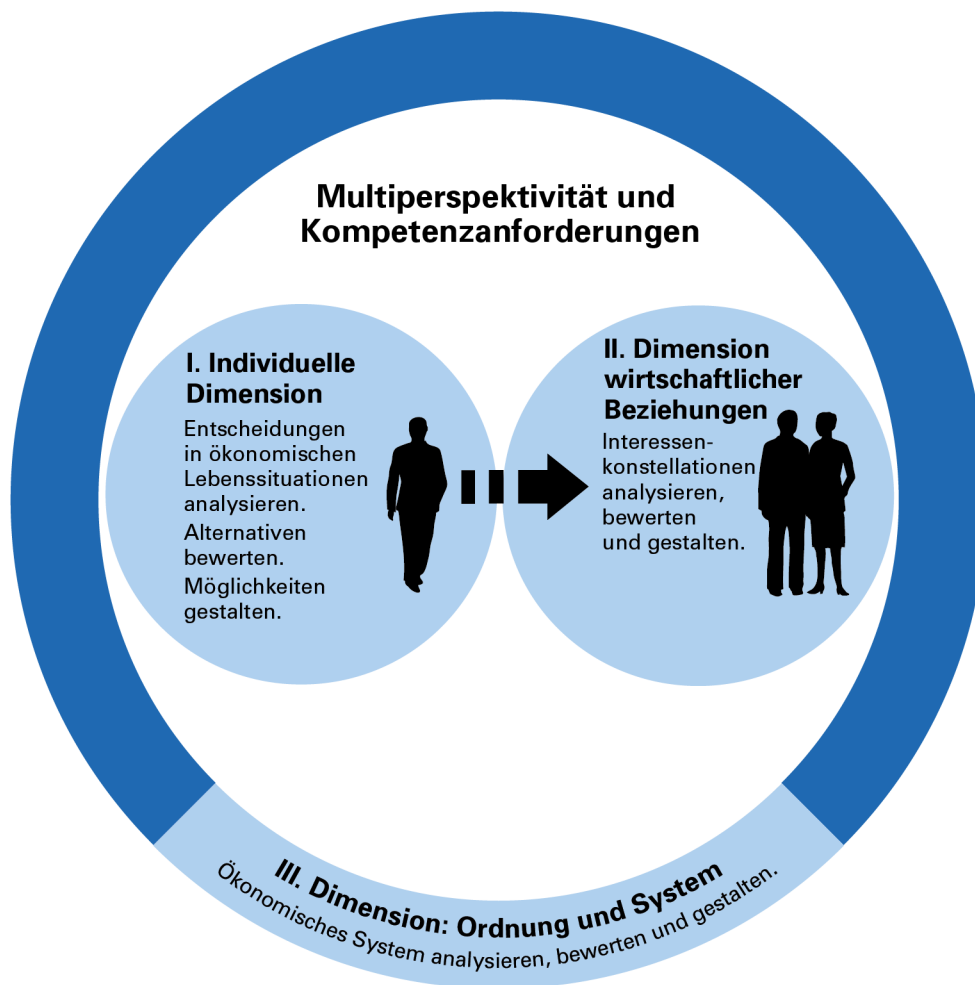 Multiperspektivität und
Kompetenzanforderungen
I. Individuelle
Dimension
Entscheidungen
in ökonomischen
Lebenssituationen
analysieren.
Alternativen
bewerten.
Möglichkeiten
gestalten.
II. Dimension
wirtschaftlicher
Beziehungen
Interessen-
konstellationen
analysieren,
bewerten
und gestalten.
III. Dimension: Ordnung und System
Ökonomisches System analysieren, bewerten und gestalten.